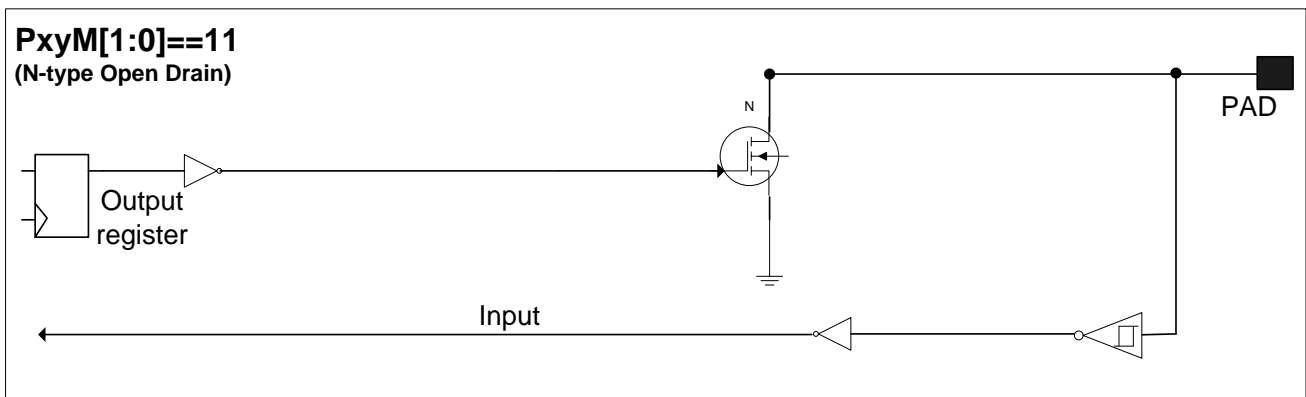 PxyM[1:0]==11
(N-type Open Drain)
N
PAD
Output
register
Input